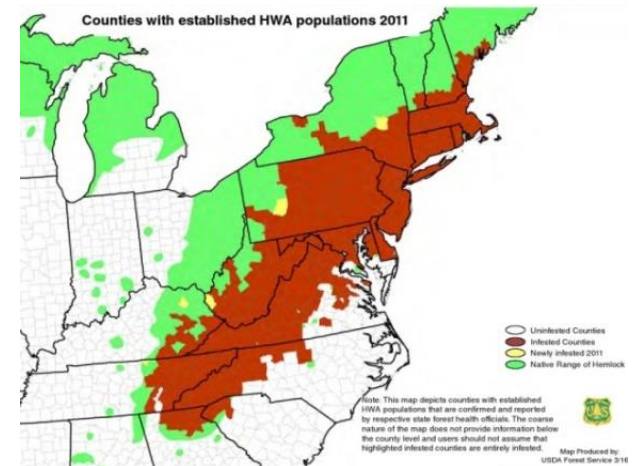 Counties with established HWA populations 2011
Uninfested Counties
Infested Counties
Newly infested 2011
Native Range of Hemlock
Note: This map depicts counties with established
HWA populations that are confirmed and reported
by respective state forest health officials. The coarse
nature of the map does not provide information below
the county level and users should not assume that
highlighted infested counties are entirely infested.
Map Produced by:
USDA Forest Service 3/16